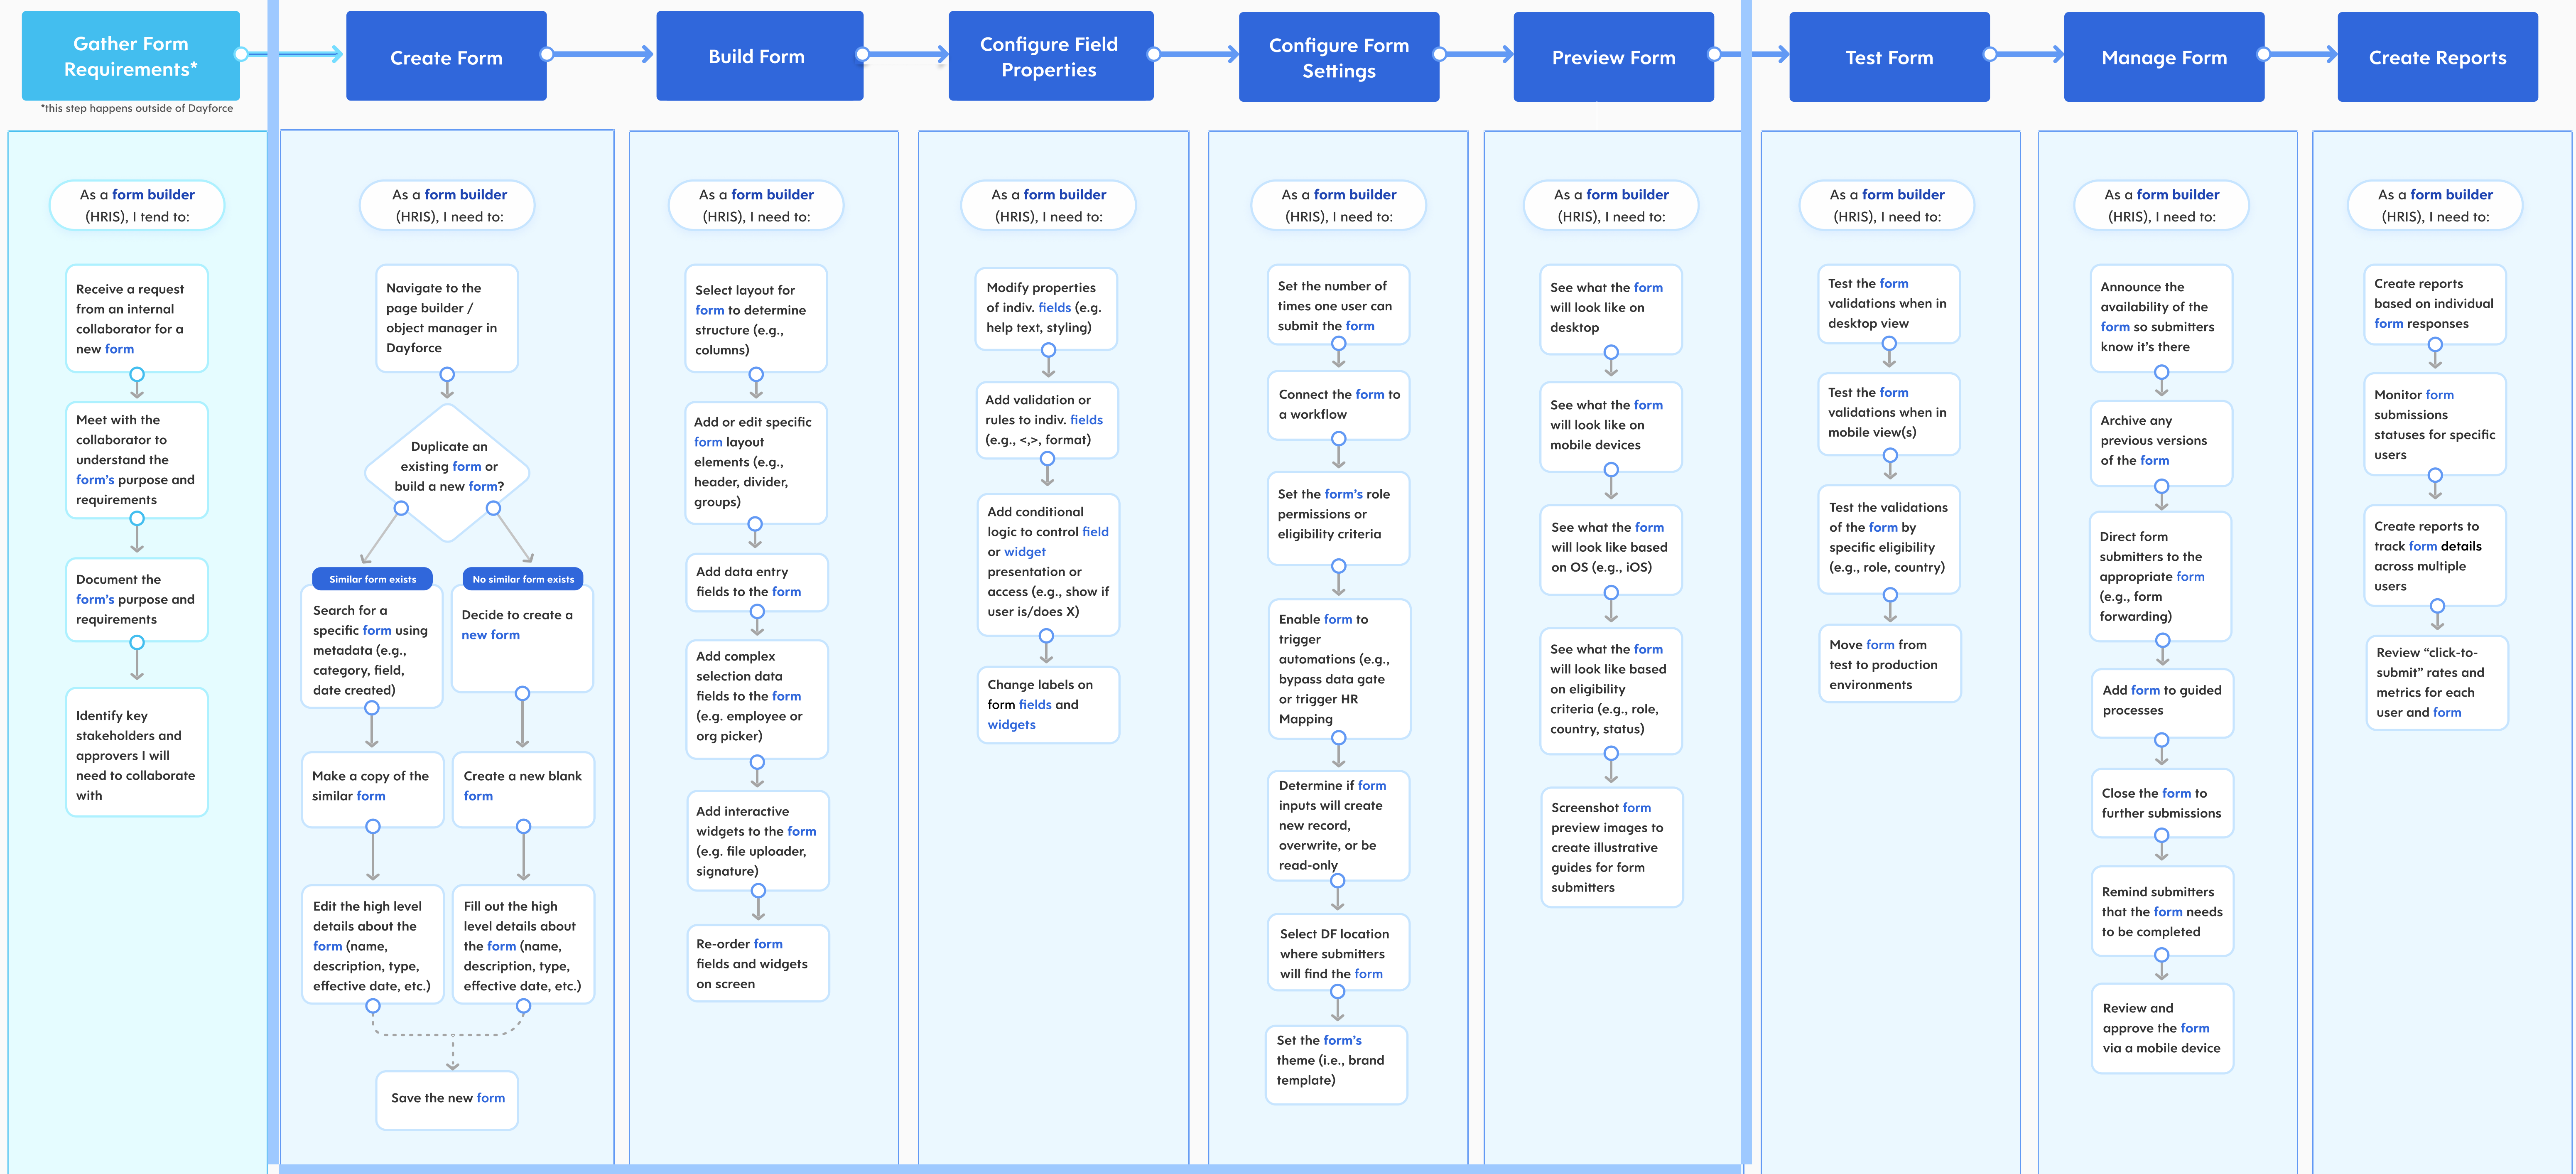 Gather Form
Requirements*
*this step happens outside of Dayforce
Create Form
Build Form
Configure Field
Properties
Configure Form
Settings
Preview Form
Test Form
Manage Form
Create Reports
As a form builder
(HRIS), I tend to:
Receive a request
from an internal
collaborator for a
new form
Meet with the
collaborator to
understand the
form's purpose and
requirements
Document the
form's purpose and
requirements
Identify key
stakeholders and
approvers I will
need to collaborate
with
As a form builder
(HRIS), I need to:
Navigate to the
page builder /
object manager in
Dayforce
Duplicate an
existing form or
build a new form?
Similar form exists
Search for a
specific form using
metadata (e.g.,
category, field,
date created)
Make a copy of the
similar form
Edit the high level
details about the
form (name,
description, type,
effective date, etc.)
No similar form exists
Decide to create a
new form
Create a new blank
form
Fill out the high
level details about
the form (name,
description, type,
effective date, etc.)
Save the new form
As a form builder
(HRIS), I need to:
Select layout for
form to determine
structure (e.g.,
columns)
Add or edit specific
form layout
elements (e.g.,
header, divider,
groups)
Add data entry
fields to the form
Add complex
selection data
fields to the form
(e.g. employee or
org picker)
Add interactive
widgets to the form
(e.g. file uploader,
signature)
Re-order form
fields and widgets
on screen
As a form builder
(HRIS), I need to:
Modify properties
of indiv. fields (e.g.
help text, styling)
Add validation or
rules to indiv. fields
(e.g., <,>, format)
Add conditional
logic to control field
or widget
presentation or
access (e.g., show if
user is/does X)
Change labels on
form fields and
widgets
As a form builder
(HRIS), I need to:
Set the number of
times one user can
submit the form
Connect the form to
a workflow
Set the form's role
permissions or
eligibility criteria
Enable form to
trigger
automations (e.g.,
bypass data gate
or trigger HR
Mapping
Determine if form
inputs will create
new record,
overwrite, or be
read-only
Select DF location
where submitters
will find the form
Set the form's
theme (i.e., brand
template)
As a form builder
(HRIS), I need to:
See what the form
will look like on
desktop
See what the form
will look like on
mobile devices
See what the form
will look like based
on OS (e.g., iOS)
See what the form
will look like based
on eligibility
criteria (e.g., role,
country, status)
Screenshot form
preview images to
create illustrative
guides for form
submitters
As a form builder
(HRIS), I need to:
Test the form
validations when in
desktop view
Test the form
validations when in
mobile view(s)
Test the validations
of the form by
specific eligibility
(e.g., role, country)
Move form from
test to production
environments
As a form builder
(HRIS), I need to:
Announce the
availability of the
form so submitters
know it's there
Archive any
previous versions
of the form
Direct form
submitters to the
appropriate form
(e.g., form
forwarding)
Add form to guided
processes
Close the form to
further submissions
Remind submitters
that the form needs
to be completed
Review and
approve the form
via a mobile device
As a form builder
(HRIS), I need to:
Create reports
based on individual
form responses
Monitor form
submissions
statuses for specific
users
Create reports to
track form details
across multiple
users
Review “click-to-
submit” rates and
metrics for each
user and form